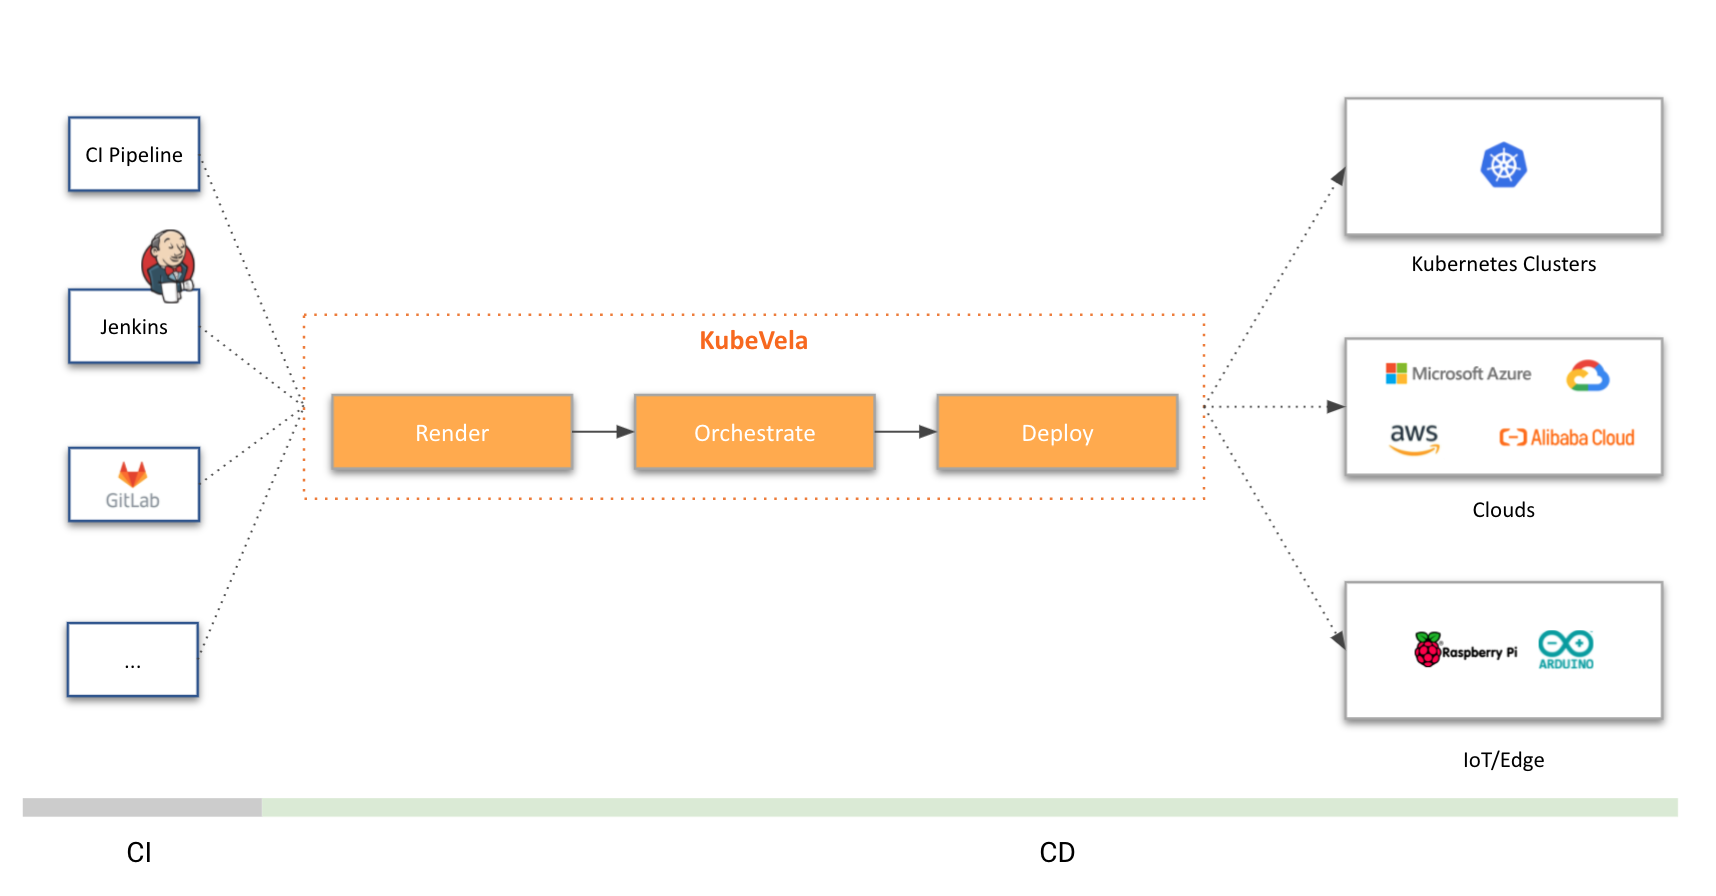 CI Pipeline
Jenkins
GitLab
...
KubeVela
Render
Orchestrate
Deploy
Kubernetes Clusters
Microsoft Azure
aws
Alibaba Cloud
Clouds
Raspberry Pi
ARDUINO
IoT/Edge
CI
CD